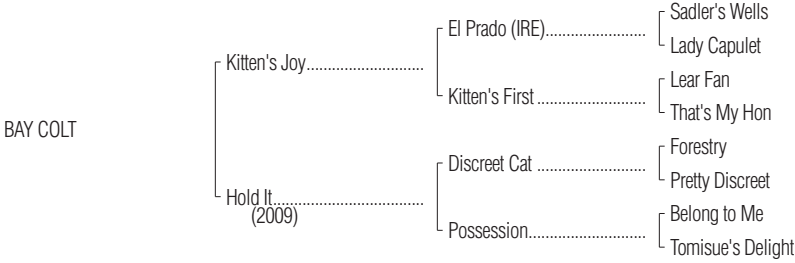 Sadler's Wells
El Prado (IRE)........................
Lady Capulet
Kitten's Joy............................
Lear Fan
Kitten's First ..........................
That's My Hon
BAY COLT
Forestry
Discreet Cat ..........................
Pretty Discreet
Hold It....................................
(2009)
Belong to Me
Possession............................
Tomisue's Delight